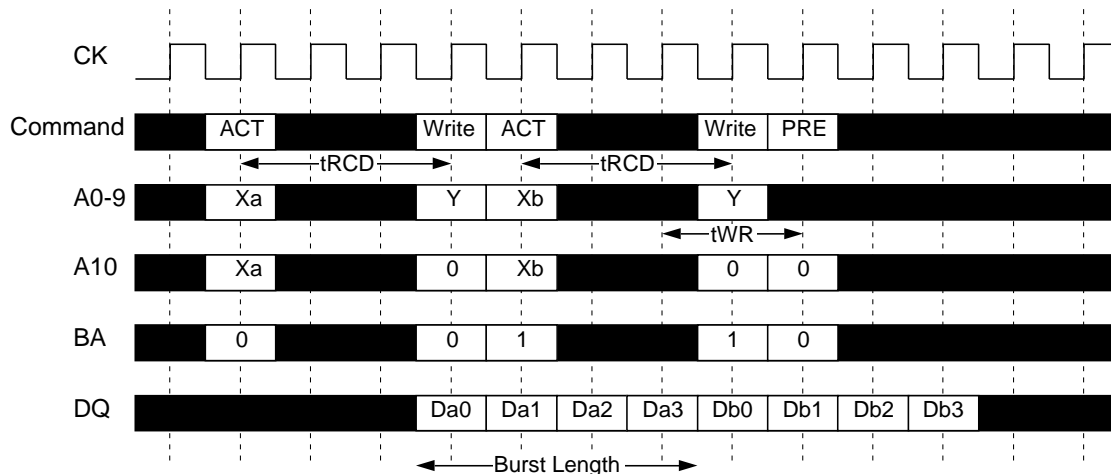 CK
Command ACT Write ACT Write PRE
tRCD tRCD
A0-9 Xa Y Xb Y
tWR
A10 Xa 0 Xb 0 0
BA 0 0 1 1 0
DQ Da0 Da1 Da2 Da3 Db0 Db1 Db2 Db3
Burst Length